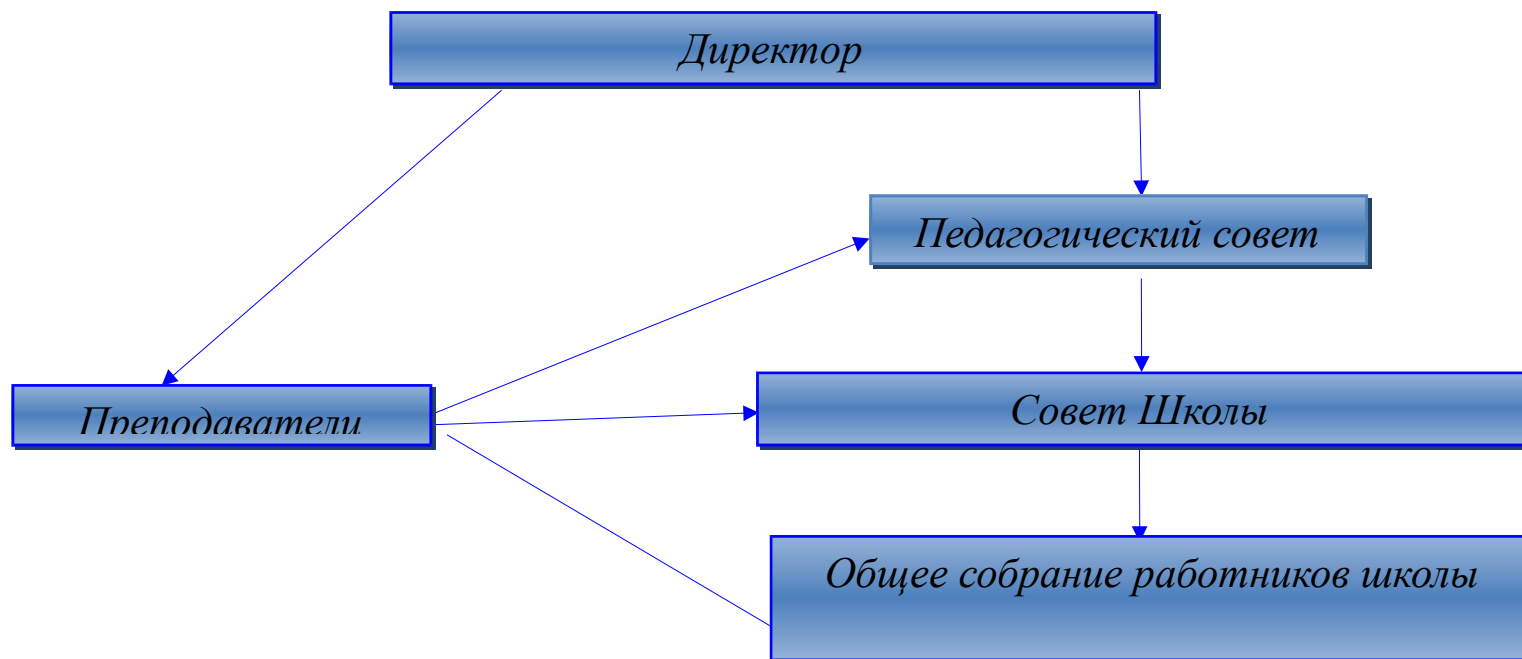 Директор
Педагогический совет
Преподаватели
Совет Школы
Общее собрание работников школы